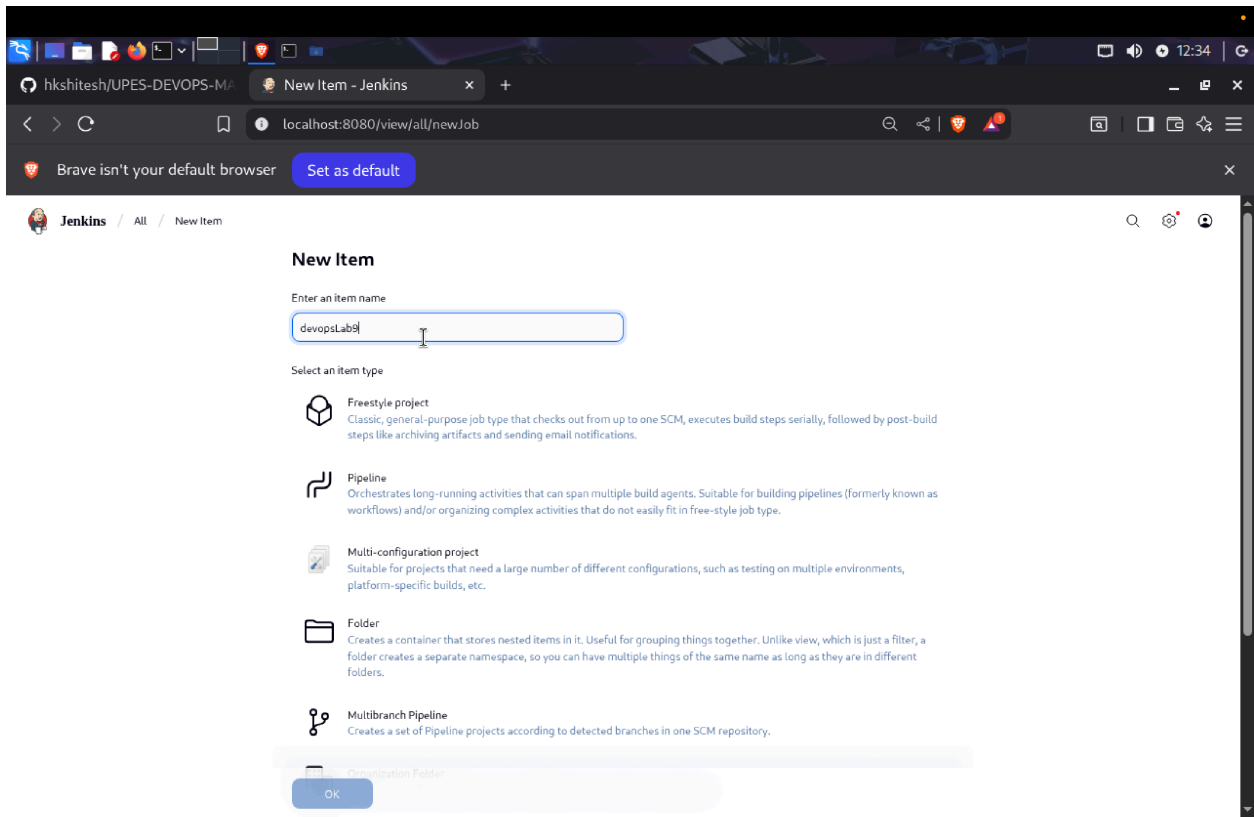 12:34
hkshitesh/UPES-DEVOPS-MA
New Item - Jenkins
localhost:8080/view/all/newJob
1
Brave isn't your default browser
Set as default
Jenkins / All / New Item
New Item
Enter an item name
devopsLab9
Select an item type
Freestyle project
Classic, general-purpose job type that checks out from up to one SCM, executes build steps serially, followed by post-build
steps like archiving artifacts and sending email notifications.
Pipeline
Orchestrates long-running activities that can span multiple build agents. Suitable for building pipelines (formerly known as
workflows) and/or organizing complex activities that do not easily fit in free-style job type.
Multi-configuration project
Suitable for projects that need a large number of different configurations, such as testing on multiple environments,
platform-specific builds, etc.
Folder
Creates a container that stores nested items in it. Useful for grouping things together. Unlike view, which is just a filter, a
folder creates a separate namespace, so you can have multiple things of the same name as long as they are in different
folders.
Multibranch Pipeline
Creates a set of Pipeline projects according to detected branches in one SCM repository.
Organization Folder
OK